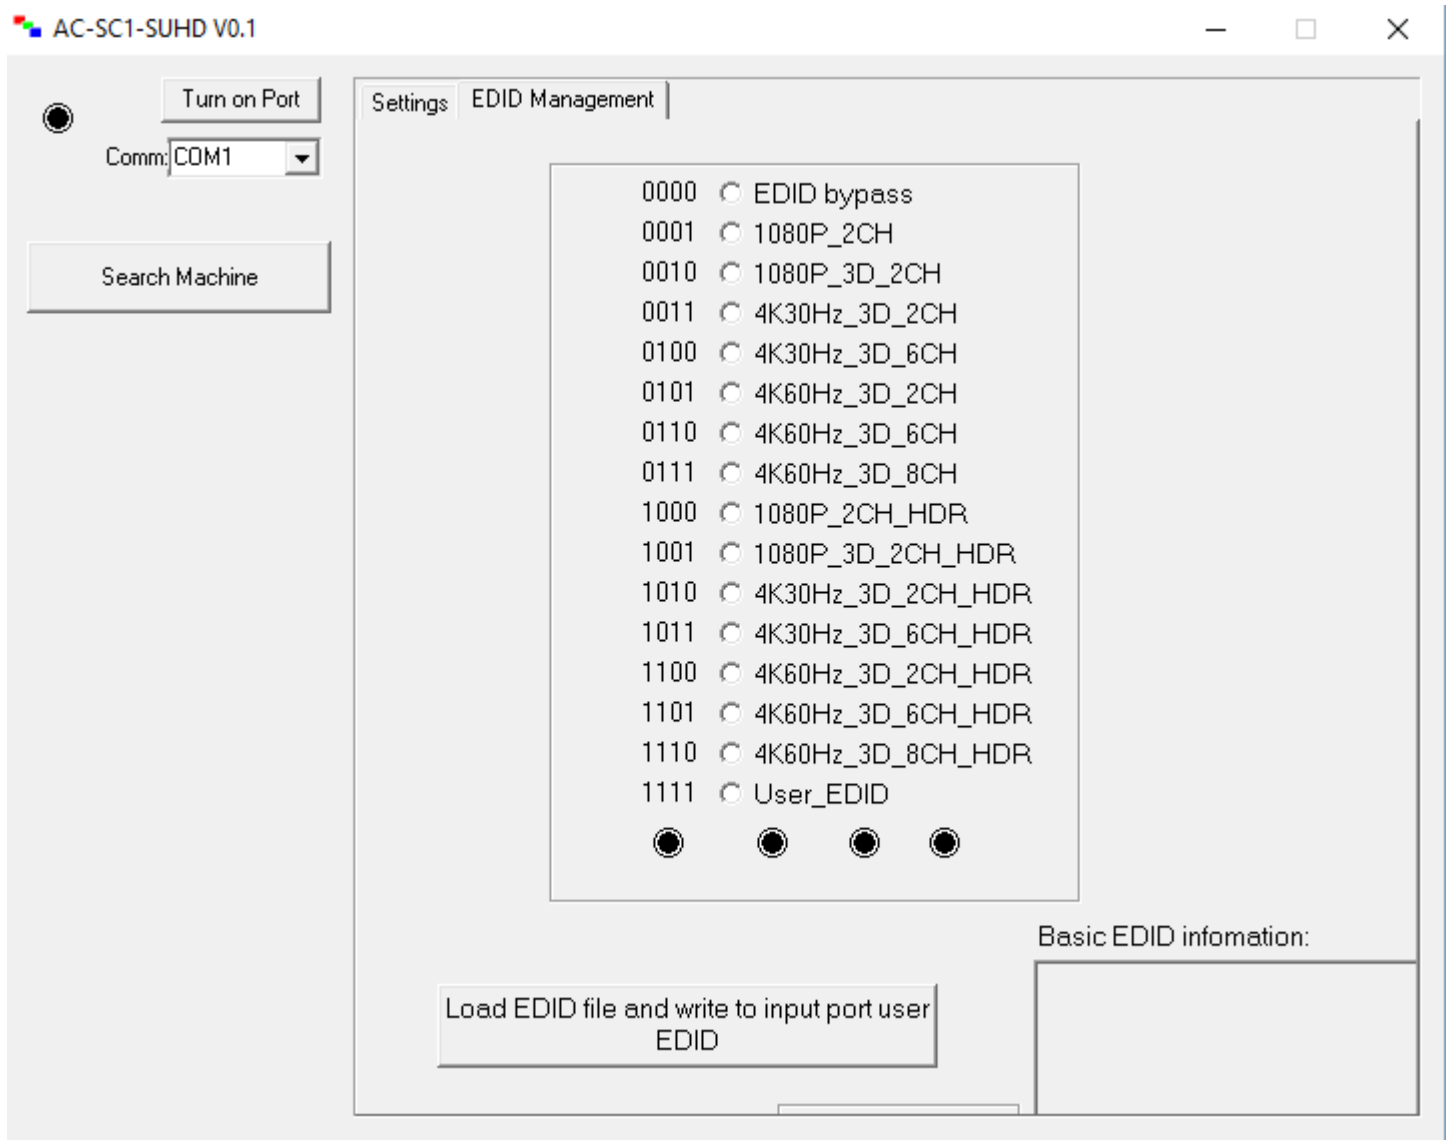 AC-SC1-SUHD V0.1
Turn on Port
Comm: COM1
Search Machine
Settings EDID Management
0000 EDID bypass
0001 1080P_2CH
0010 1080P_3D_2CH
0011 4K30Hz_3D_2CH
0100 4K30Hz_3D_6CH
0101 4K60Hz_3D_2CH
0110 4K60Hz_3D_6CH
0111 4K60Hz_3D_8CH
1000 1080P_2CH_HDR
1001 1080P_3D_2CH_HDR
1010 4K30Hz_3D_2CH_HDR
1011 4K30Hz_3D_6CH_HDR
1100 4K60Hz_3D_2CH_HDR
1101 4K60Hz_3D_6CH_HDR
1110 4K60Hz_3D_8CH_HDR
1111 User_EDID
Basic EDID infomation:
Load EDID file and write to input port user
EDID